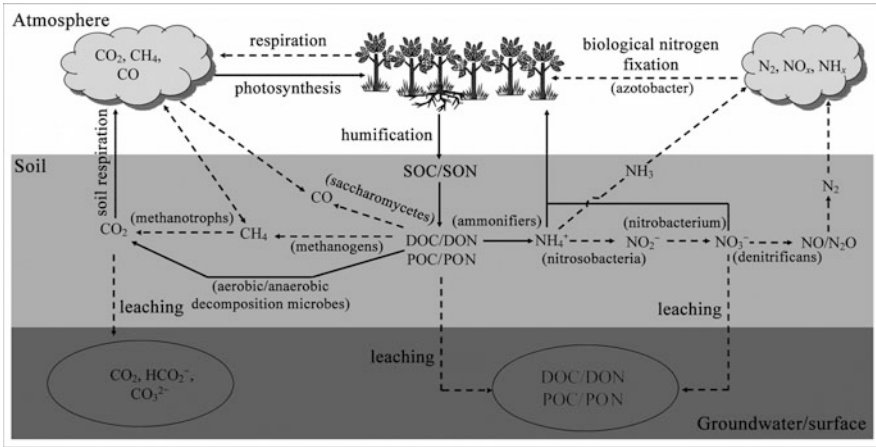 Atmosphere
respiration
biological nitrogen
fixation
(azotobacter)
CO₂, CH₄,
CO
N₂, NOₓ, NHₓ
photosynthesis
humification
soil respiration
Soil
SOC/SON
NH₃
CO
(saccharomycetes)
N₂
(methanotrophs)
(ammonifiers)
(nitrobacterium)
CO₂
CH₄
(methanogens)
DOC/DON
POC/PON
NH₄⁺
(nitrosobacteria)
NO₂⁻
NO₃⁻
(denitrificans)
NO/N₂O
(aerobic/anaerobic
decomposition microbes)
leaching
leaching
leaching
CO₂, HCO₂⁻,
CO₃²⁻
DOC/DON
POC/PON
Groundwater/surface